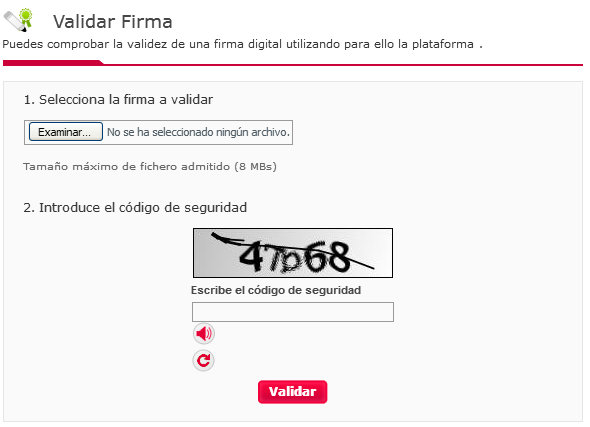 Validar Firma
Puedes comprobar la validez de una firma digital utilizando para ello la plataforma .
1. Selecciona la firma a validar
Examinar... No se ha seleccionado ningún archivo.
Tamaño máximo de fichero admitido (8 MBs)
2. Introduce el código de seguridad
47p68
Escribe el código de seguridad
Validar